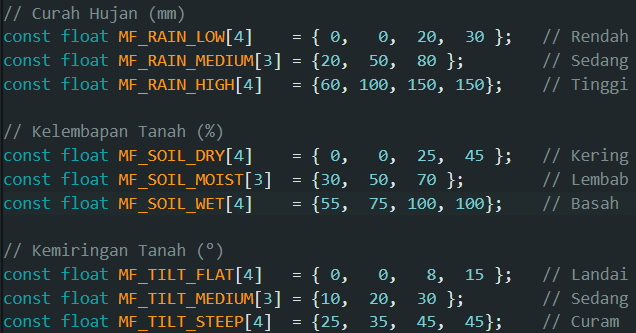 // Curah Hujan (mm)
const float MF_RAIN_LOW[4]    = { 0,   0,  20,  30 };   // Rendah
const float MF_RAIN_MEDIUM[3] = {20,  50,  80 };        // Sedang
const float MF_RAIN_HIGH[4]   = {60, 100, 150, 150};    // Tinggi
// Kelembapan Tanah (%)
const float MF_SOIL_DRY[4]    = { 0,   0,  25,  45 };   // Kering
const float MF_SOIL_MOIST[3]  = {30,  50,  70 };        // Lembab
const float MF_SOIL_WET[4]    = {55,  75, 100, 100};    // Basah
// Kemiringan Tanah (°)
const float MF_TILT_FLAT[4]   = { 0,   0,   8,  15 };   // Landai
const float MF_TILT_MEDIUM[3] = {10,  20,  30 };        // Sedang
const float MF_TILT_STEEP[4]  = {25,  35,  45,  45};    // Curam